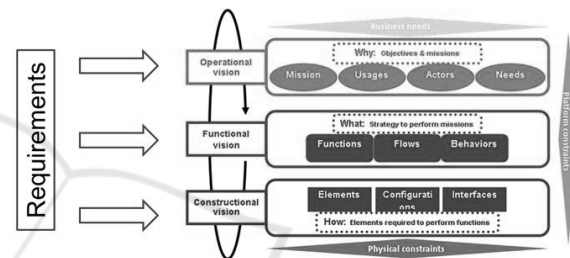 Business needs
Requirements
Operational
vision
Why: Objectives & missions
Mission
Usages
Actors
Needs
Functional
vision
What: Strategy to perform missions
Functions
Flows
Behaviors
Constructional
vision
Elements
Configurati
ons
Interfaces
How: Elements required to perform functions
Physical constraints
Platform constraints